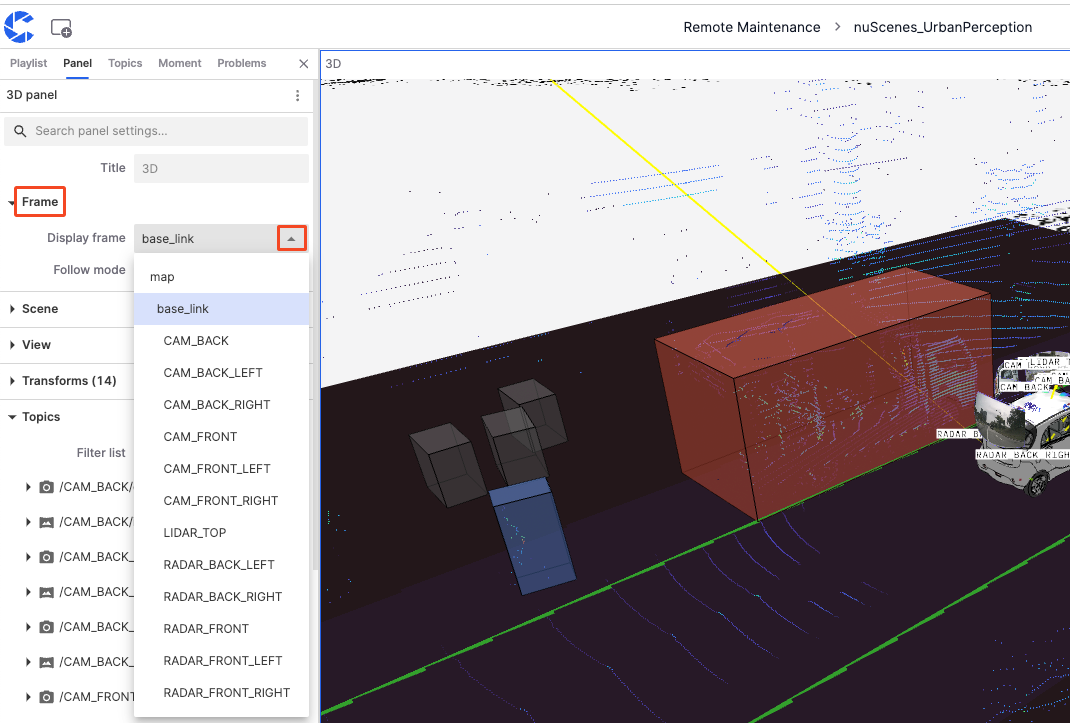 Remote Maintenance > nuScenes_UrbanPerception
Playlist Panel Topics Moment Problems
3D panel
Search panel settings...
Title 3D
Frame
Display frame base_link
Follow mode
map
base_link
CAM_BACK
CAM_BACK_LEFT
CAM_BACK_RIGHT
CAM_FRONT
CAM_FRONT_LEFT
CAM_FRONT_RIGHT
LIDAR_TOP
RADAR_BACK_LEFT
RADAR_BACK_RIGHT
RADAR_FRONT
RADAR_FRONT_LEFT
RADAR_FRONT_RIGHT
Scene
View
Transforms (14)
Topics
Filter list
/CAM_BACK/
/CAM_BACK/
/CAM_BACK_
/CAM_BACK_
/CAM_BACK_
/CAM_BACK_
/CAM_FRONT
3D
LIDAR
CAM_BACK
RADAR_B
RADAR_BACK_RIGH